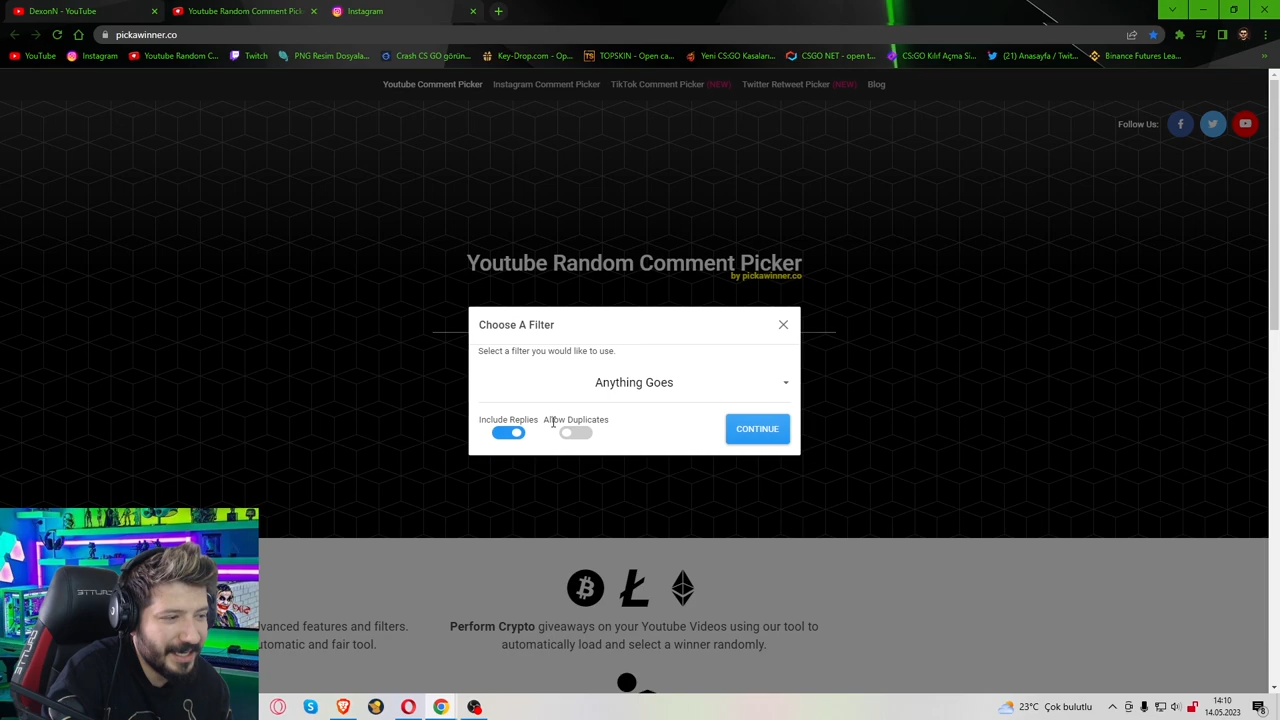 DexonN - YouTube
Youtube Random Comment Pick
Instagram
pickawinner.co
YouTube
Instagram
Youtube Random C...
Twitch
PNG Resim Dosyala...
Crash CS GO görün...
Key-Drop.com - Op...
TOPSKIN - Open ca...
Yeni CS:GO Kasaları...
CSGO NET - open t...
CS:GO Kılıf Açma Si...
(21) Anasayfa / Twit...
Binance Futures Lea...
Youtube Comment Picker
Instagram Comment Picker
TikTok Comment Picker (NEW)
Twitter Retweet Picker (NEW)
Blog
Follow Us:
Youtube Random Comment Picker
by pickawinner.co
Choose A Filter
Select a filter you would like to use.
Anything Goes
Include Replies
Allow Duplicates
CONTINUE
vanced features and filters.
utomatic and fair tool.
Perform Crypto giveaways on your Youtube Videos using our tool to
automatically load and select a winner randomly.
23°C Çok bulutlu
14:10
14.05.2023